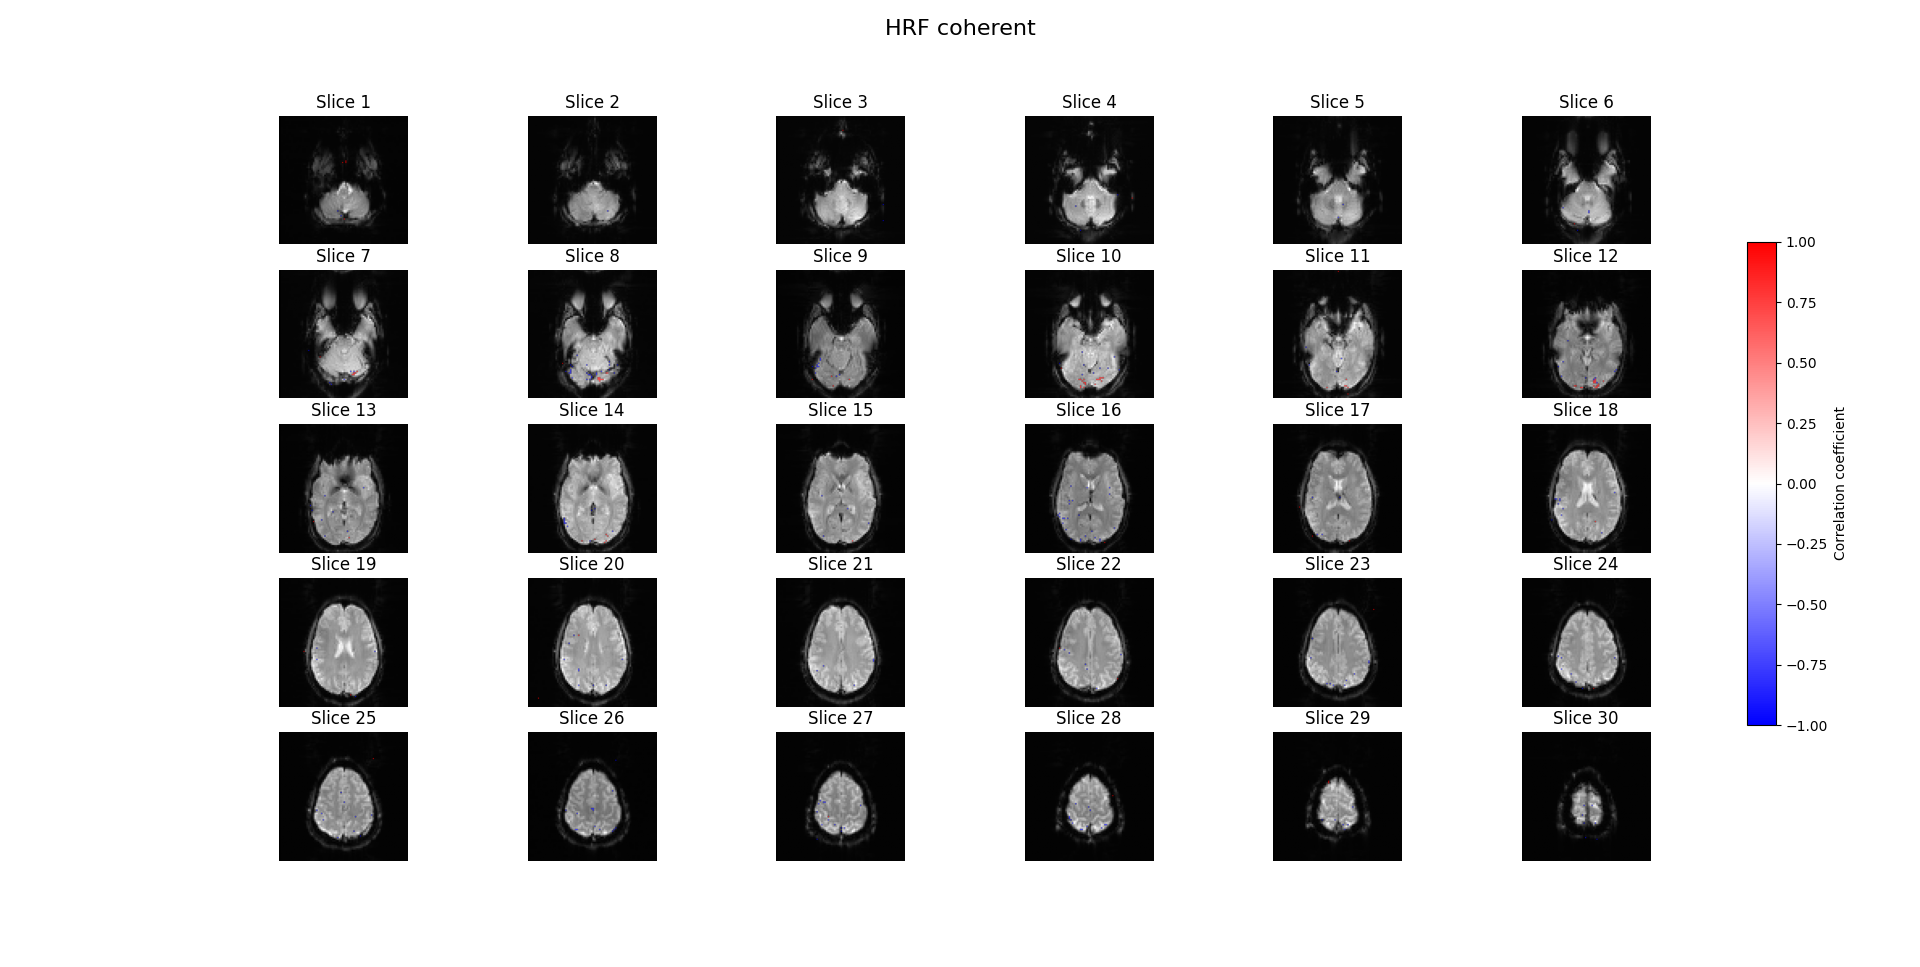 HRF coherent
Slice 1
Slice 2
Slice 3
Slice 4
Slice 5
Slice 6
Slice 7
Slice 8
Slice 9
Slice 10
Slice 11
Slice 12
Slice 13
Slice 14
Slice 15
Slice 16
Slice 17
Slice 18
Slice 19
Slice 20
Slice 21
Slice 22
Slice 23
Slice 24
Slice 25
Slice 26
Slice 27
Slice 28
Slice 29
Slice 30
1.00
0.75
0.50
0.25
0.00
−0.25
−0.50
−0.75
−1.00
Correlation coefficient